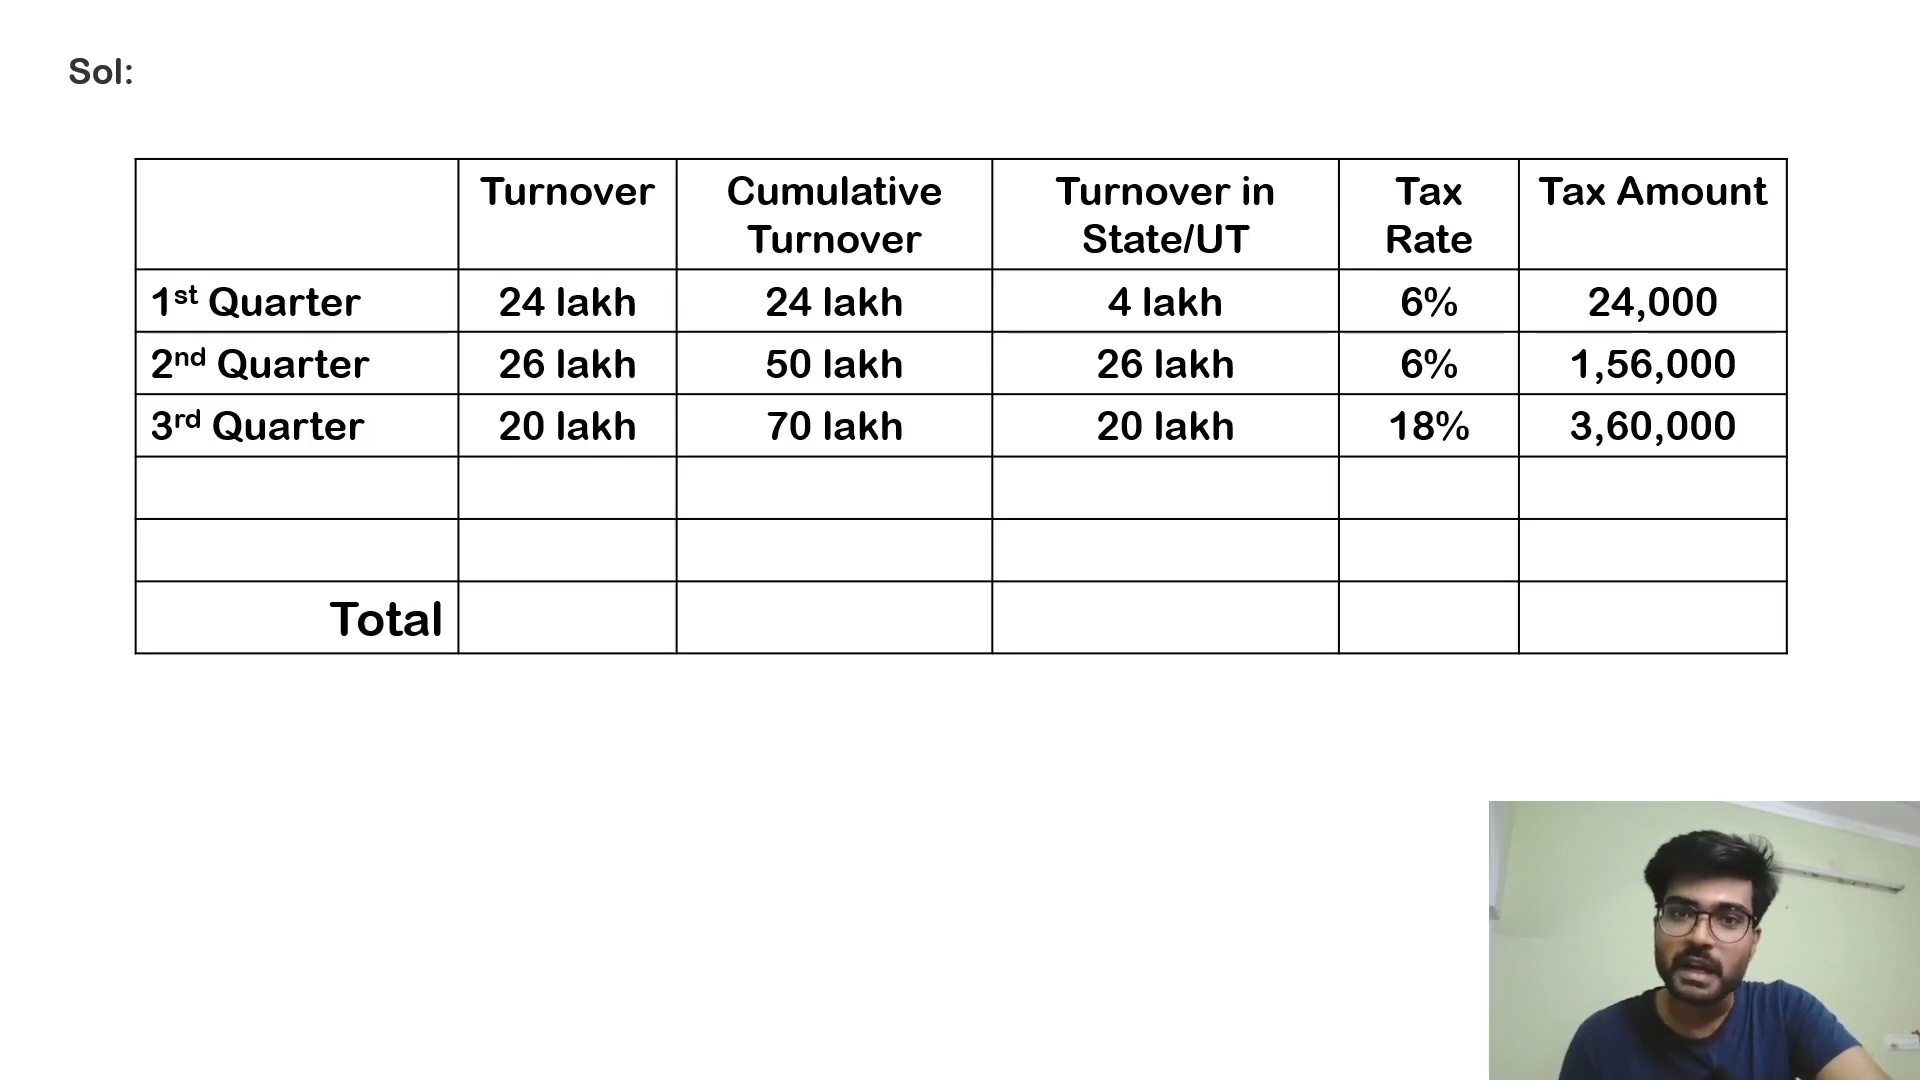 Sol:
Turnover Cumulative Turnover Turnover in State/UT Tax Rate Tax Amount
1st Quarter 24 lakh 24 lakh 4 lakh 6% 24,000
2nd Quarter 26 lakh 50 lakh 26 lakh 6% 1,56,000
3rd Quarter 20 lakh 70 lakh 20 lakh 18% 3,60,000
Total